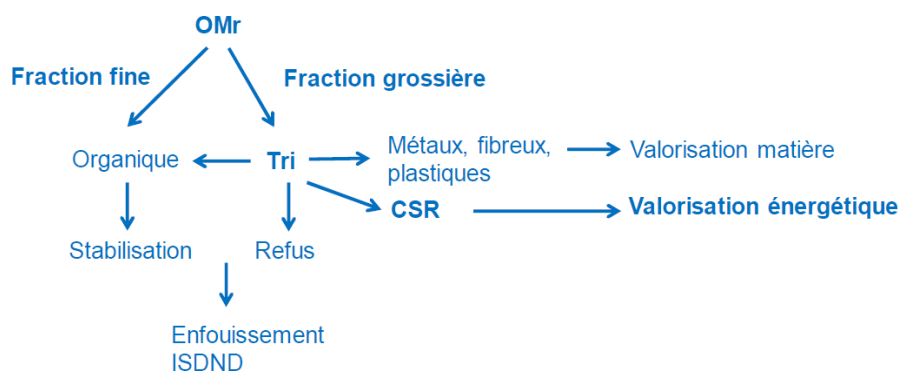 OMr
Fraction fine
Fraction grossière
Organique
Tri
Métaux, fibreux,
plastiques
Valorisation matière
CSR
Valorisation énergétique
Stabilisation
Refus
Enfouissement
ISDND